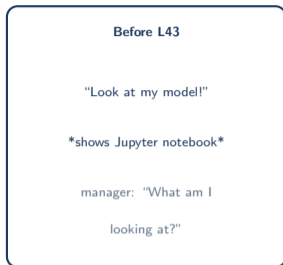 Before L43
“Look at my model!”
*shows Jupyter notebook*
manager: “What am I
looking at?”